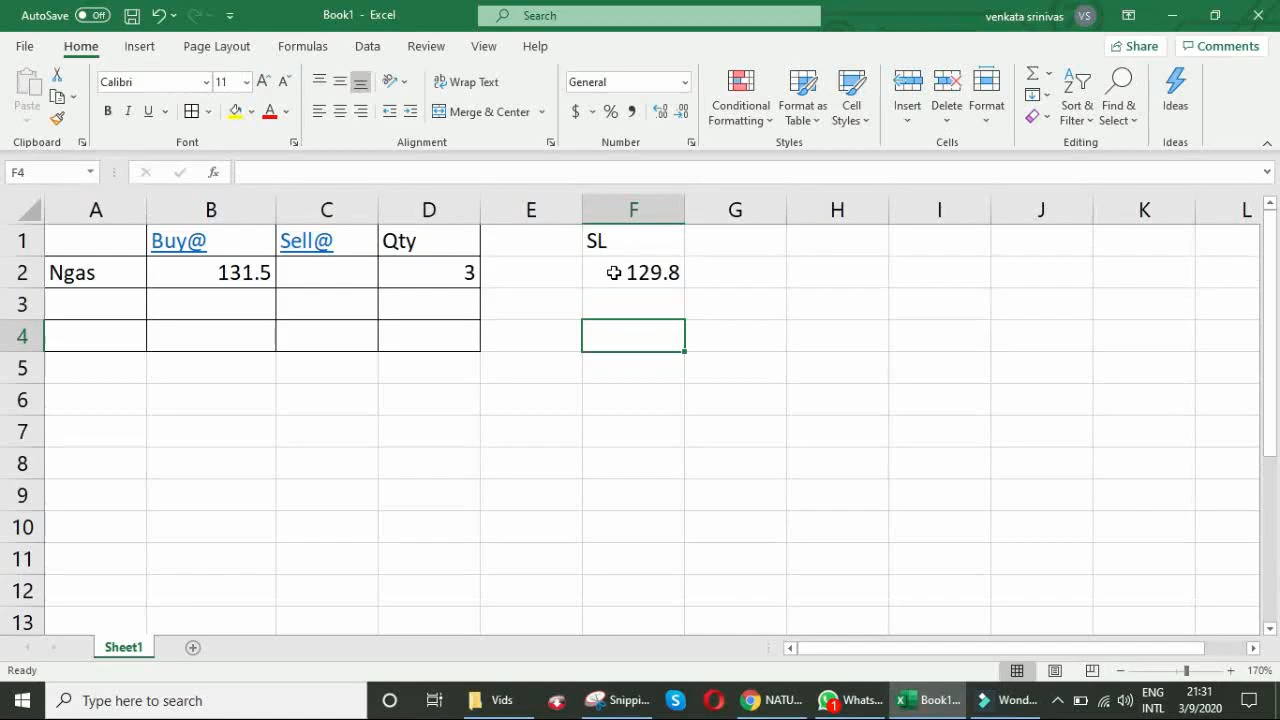 AutoSave Off Book1 - Excel Search venkata srinivas VS
File Home Insert Page Layout Formulas Data Review View Help Share Comments
Paste Calibri 11 A A Wrap Text General Conditional Formatting Format as Table Cell Styles Insert Delete Format Sort & Filter Find & Select Ideas
B I U A Merge & Center $ % ,
Clipboard Font Alignment Number Styles Cells Editing Ideas
F4 fx
A B C D E F G H I J K L
1 Buy@ Sell@ Qty SL
2 Ngas 131.5 3 129.8
3
4
5
6
7
8
9
10
11
12
13
Sheet1
Ready 170%
Type here to search Vids Snippi... NATU... 1 Whats... Book1... Wond... ENG 21:31
INTL 3/9/2020